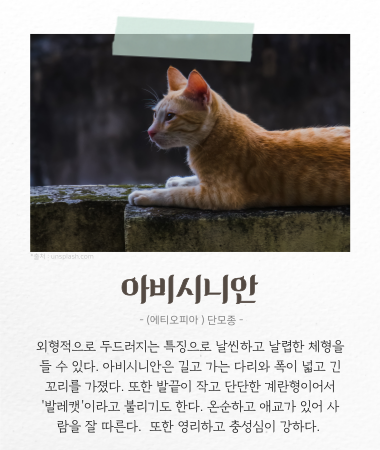 *출처 : unsplash.com
아비시니안
- (에티오피아 ) 단모종 -
외형적으로 두드러지는 특징으로 날씬하고 날렵한 체형을
들 수 있다. 아비시니안은 길고 가는 다리와 폭이 넓고 긴
꼬리를 가졌다. 또한 발끝이 작고 단단한 계란형이어서
'발레캣'이라고 불리기도 한다. 온순하고 애교가 있어 사
람을 잘 따른다.  또한 영리하고 충성심이 강하다.